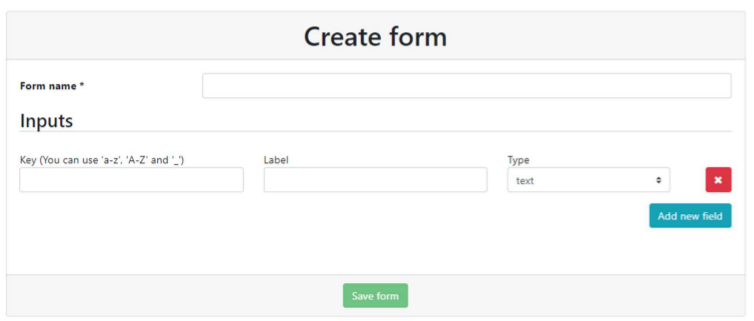 Create form
Form name *
Inputs
Key (You can use 'a-z', 'A-Z' and '_') Label Type
text
Add new field
Save form